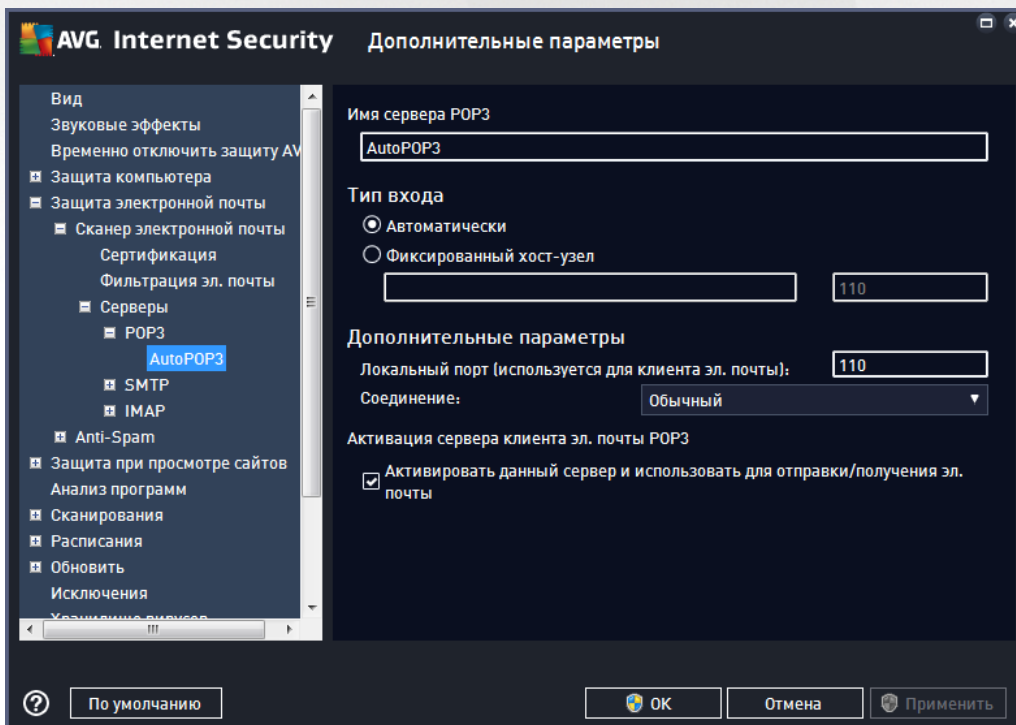 AVG. Internet Security Дополнительные параметры
Вид
Звуковые эффекты
Временно отключить защиту AV
Защита компьютера
Защита электронной почты
Сканер электронной почты
Сертификация
Фильтрация эл. почты
Серверы
POP3
AutoPOP3
SMTP
IMAP
Anti-Spam
Защита при просмотре сайтов
Анализ программ
Сканирования
Расписания
Обновить
Исключения
Хранилище вирусов
Имя сервера POP3
AutoPOP3
Тип входа
Автоматически
Фиксированный хост-узел
110
Дополнительные параметры
Локальный порт (используется для клиента эл. почты): 110
Соединение: Обычный
Активация сервера клиента эл. почты POP3
Активировать данный сервер и использовать для отправки/получения эл.
почты
По умолчанию
OK
Отмена
Применить